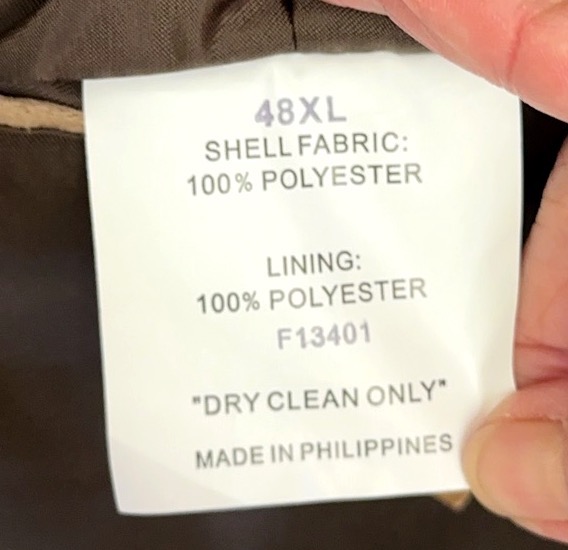 48XL
SHELL FABRIC:
100% POLYESTER
LINING:
100% POLYESTER
F13401
"DRY CLEAN ONLY"
MADE IN PHILIPPINES